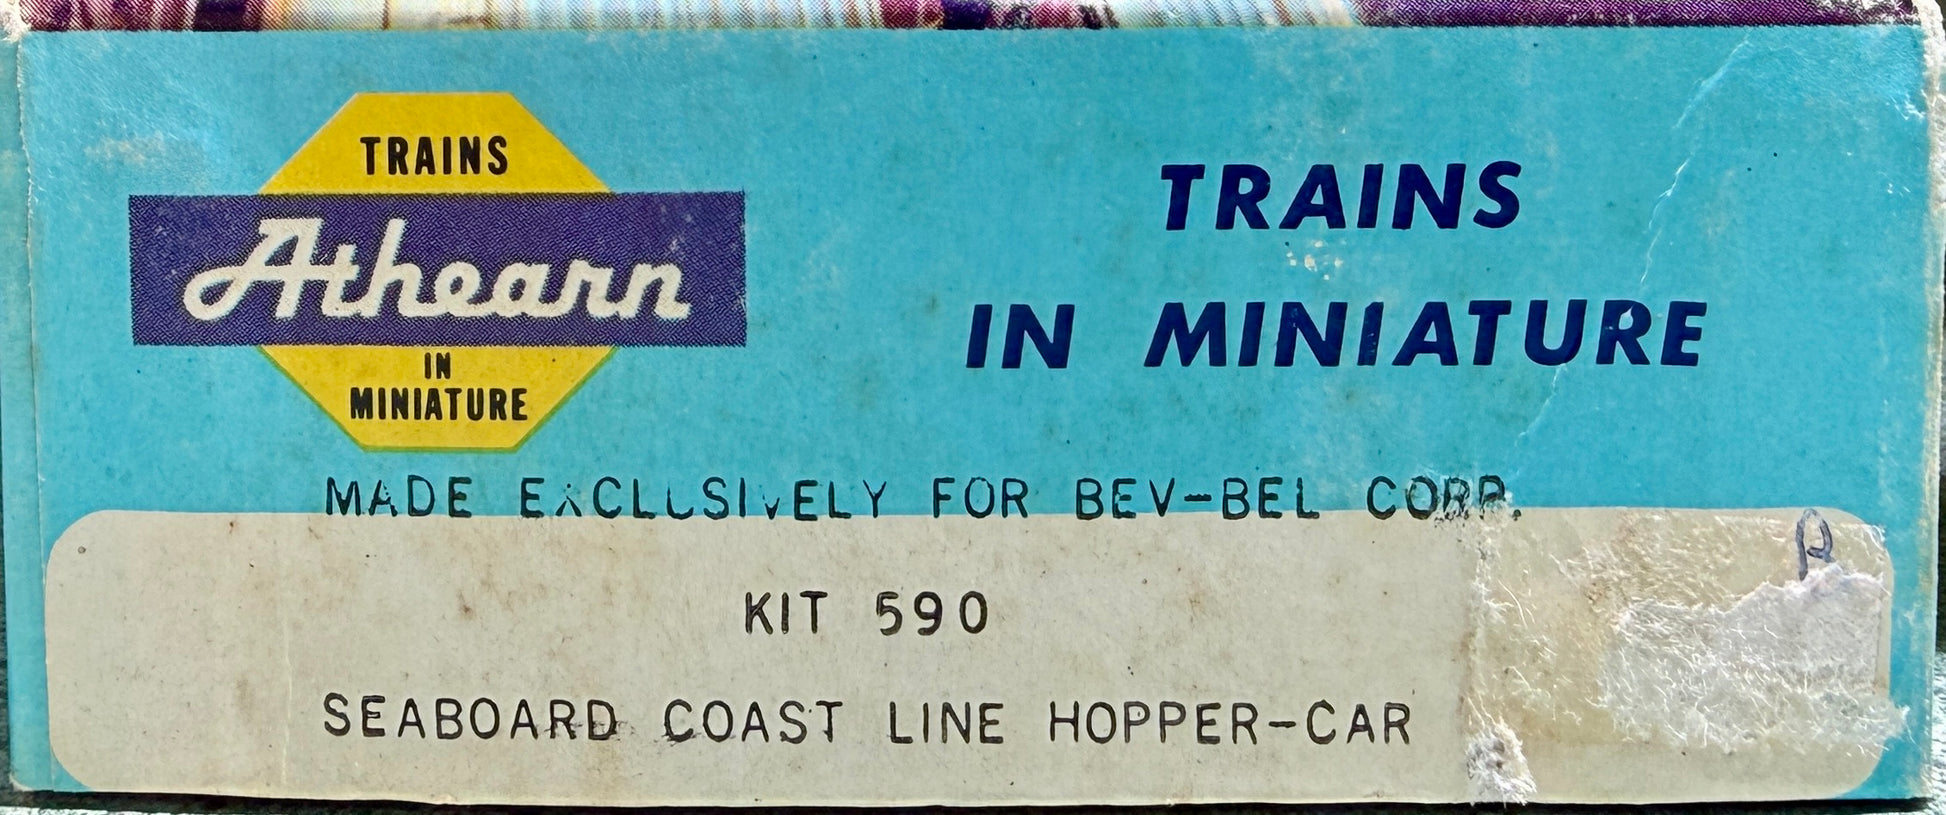 TRAINS
Athearn
IN
MINIATURE
TRAINS
IN MINIATURE
MADE EXCLUSIVELY FOR BEV-BEL CORP.
KIT 590
SEABOARD COAST LINE HOPPER-CAR